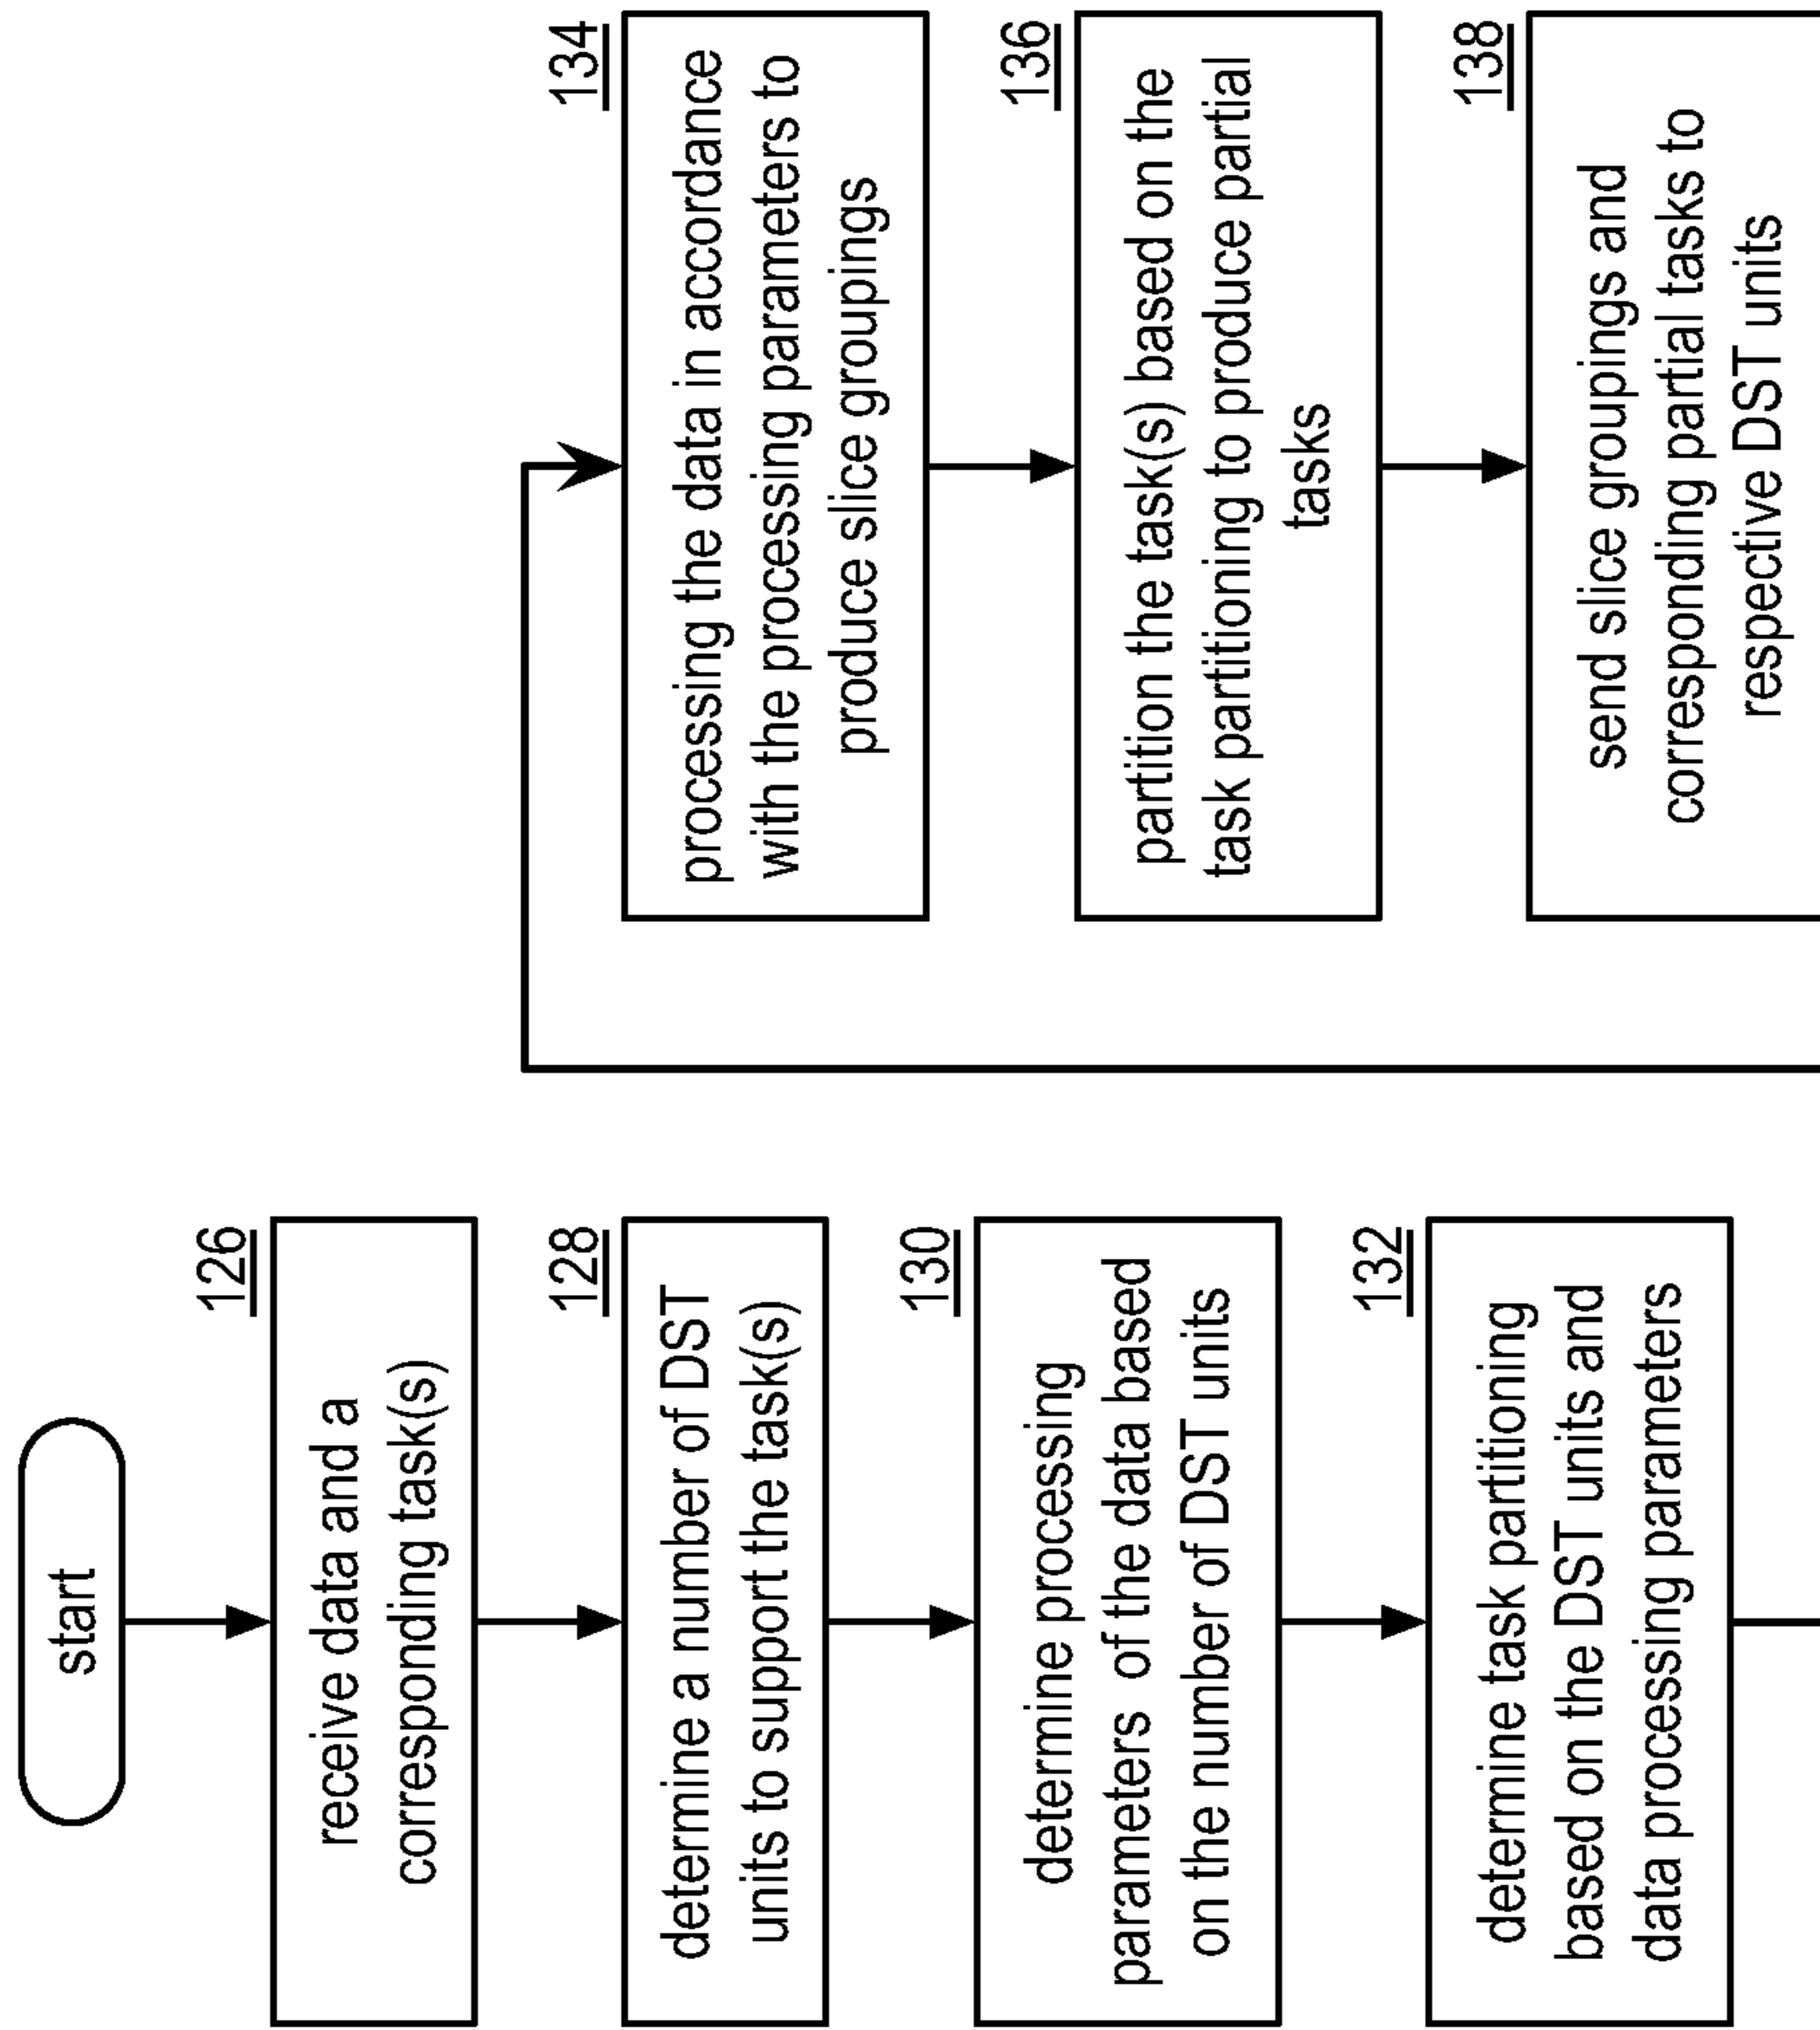 start
126
receive data and a
corresponding task(s)
128
determine a number of DST
units to support the task(s)
130
determine processing
parameters of the data based
on the number of DST units
132
determine task partitioning
based on the DST units and
data processing parameters
134
processing the data in accordance
with the processing parameters to
produce slice groupings
136
partition the task(s) based on the
task partitioning to produce partial
tasks
138
send slice groupings and
corresponding partial tasks to
respective DST units